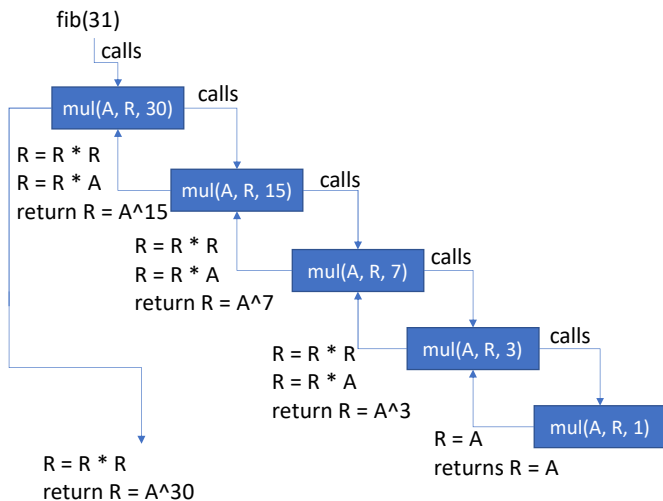 fib(31)
calls
mul(A, R, 30)
calls
R = R * R
R = R * A
return R = A^15
mul(A, R, 15)
calls
R = R * R
R = R * A
return R = A^7
mul(A, R, 7)
calls
R = R * R
R = R * A
return R = A^3
mul(A, R, 3)
calls
mul(A, R, 1)
R = A
returns R = A
R = R * R
return R = A^30